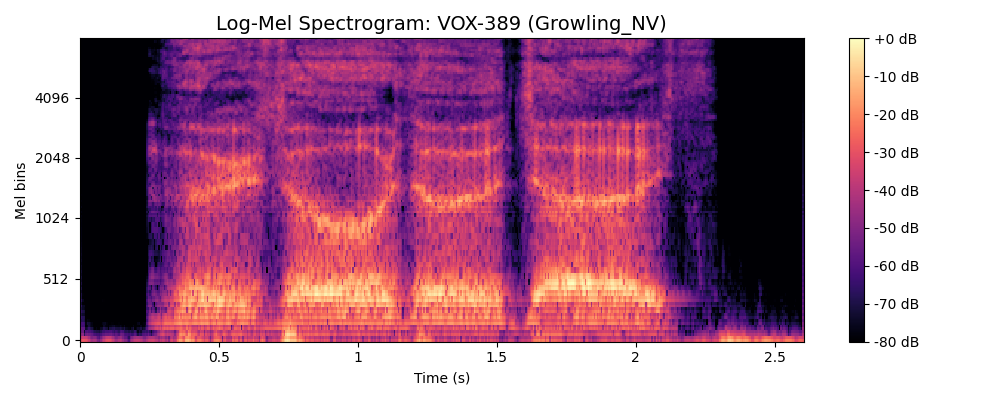 Log-Mel Spectrogram: VOX-389 (Growling_NV)
Mel bins
4096
2048
1024
512
0
0
0.5
1
1.5
2
2.5
Time (s)
+0 dB
-10 dB
-20 dB
-30 dB
-40 dB
-50 dB
-60 dB
-70 dB
-80 dB